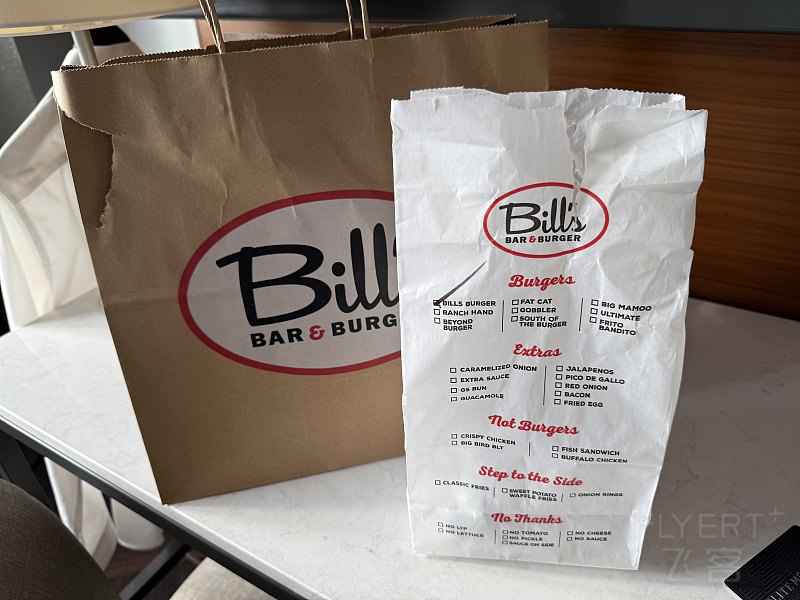 Bill's
BAR & BURG
Bill's
BAR & BURGER
Burgers
BILLS BURGER
RANCH HAND
BEYOND
BURGER
FAT CAT
GOBBLER
SOUTH OF
THE BURGER
BIG MAMOO
ULTIMATE
FRITO
BANDITO
Extras
CARAMELIZED ONION
EXTRA SAUCE
GS BUN
GUACAMOLE
JALAPENOS
PICO DE GALLO
RED ONION
BACON
FRIED EGG
Not Burgers
CRISPY CHICKEN
BIG BIRD BLT
FISH SANDWICH
BUFFALO CHICKEN
Step to the Side
CLASSIC FRIES
SWEET POTATO
WAFFLE FRIES
ONION RINGS
No Thanks
NO LTP
NO LETTUCE
NO TOMATO
NO PICKLE
SAUCE ON SIDE
NO CHEESE
NO SAUCE
FLYERT
飞客